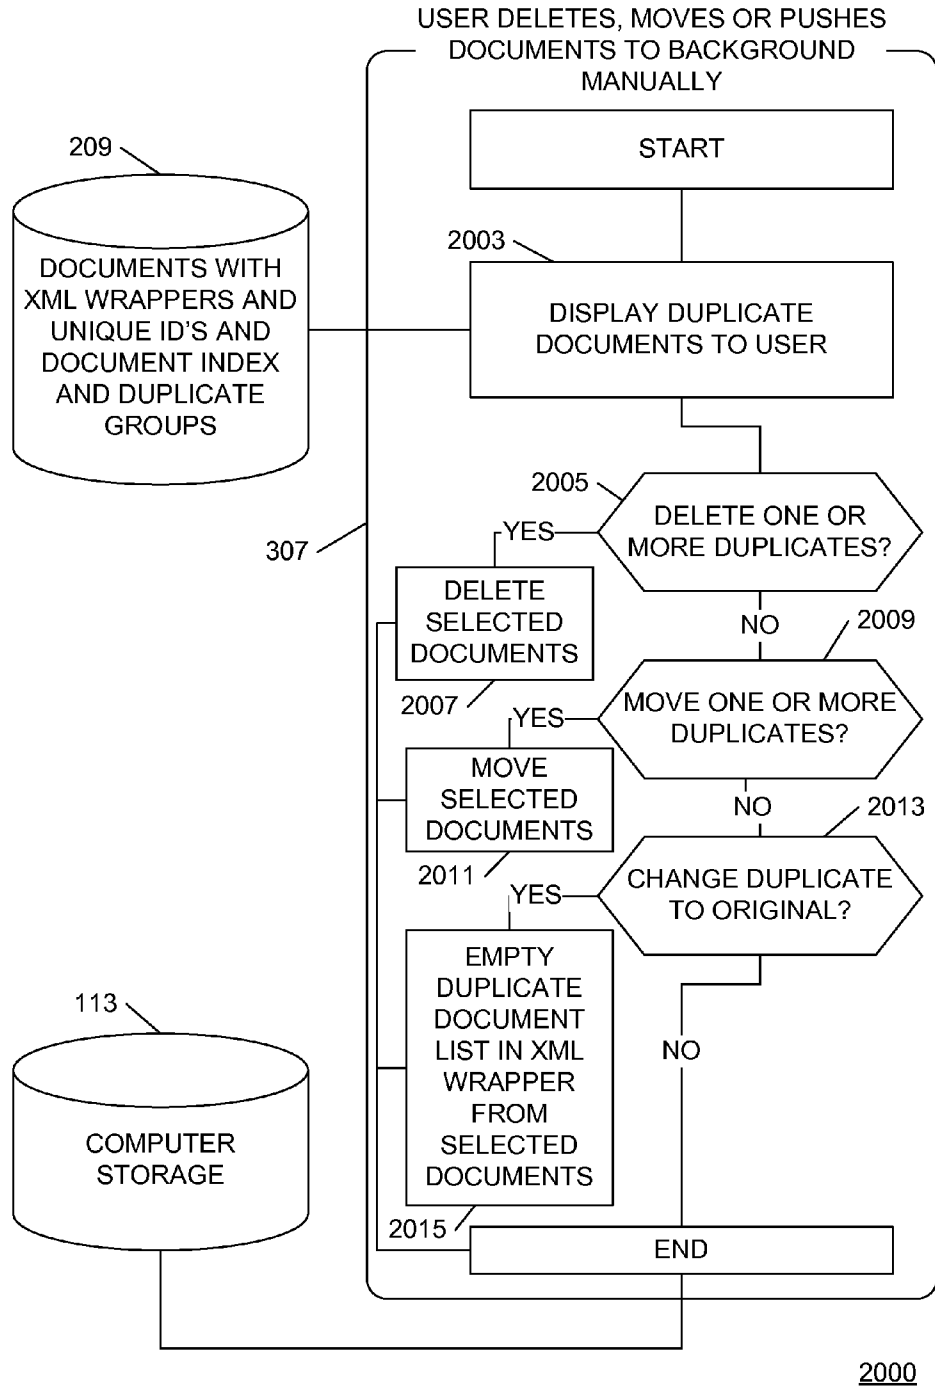 USER DELETES, MOVES OR PUSHES
DOCUMENTS TO BACKGROUND
MANUALLY
START
209
2003
DOCUMENTS WITH
XML WRAPPERS AND
UNIQUE ID'S AND
DOCUMENT INDEX
AND DUPLICATE
GROUPS
DISPLAY DUPLICATE
DOCUMENTS TO USER
2005
DELETE ONE OR
MORE DUPLICATES?
YES
307
DELETE
SELECTED
DOCUMENTS
2007
NO
2009
MOVE ONE OR MORE
DUPLICATES?
YES
MOVE
SELECTED
DOCUMENTS
2011
NO
2013
CHANGE DUPLICATE
TO ORIGINAL?
YES
EMPTY
DUPLICATE
DOCUMENT
LIST IN XML
WRAPPER
FROM
SELECTED
DOCUMENTS
2015
NO
113
COMPUTER
STORAGE
END
2000